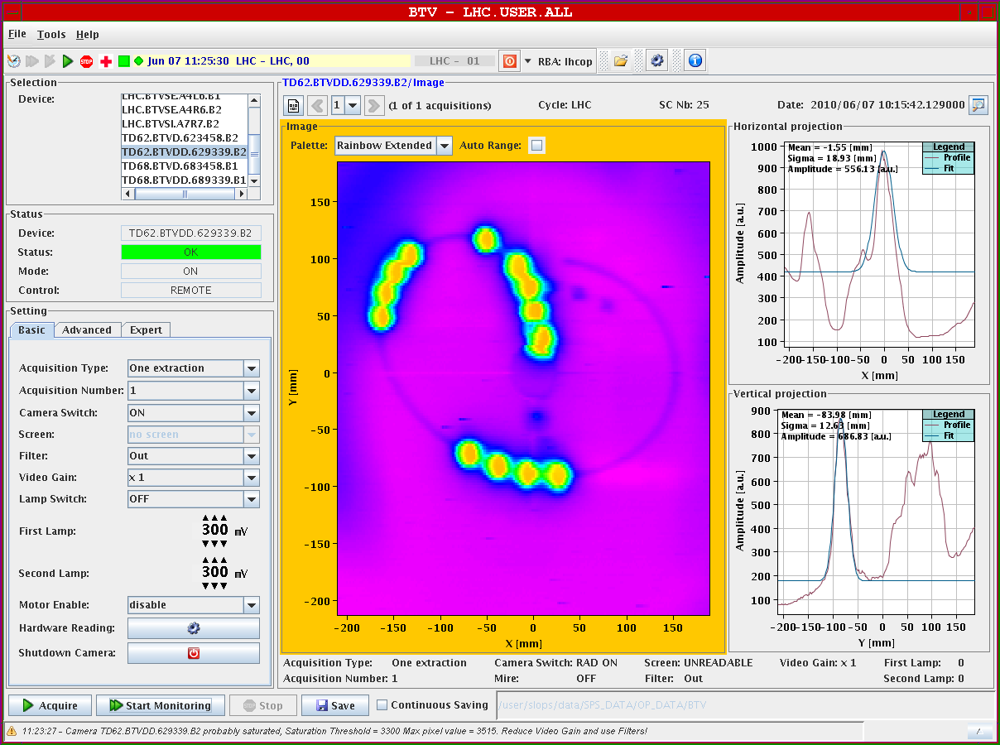 BTV - LHC.USER.ALL
File Tools Help
STOP Jun 07 11:25:30 LHC - LHC, 00 LHC - 01 RBA: lhcop
Selection
Device:
LHC.BTVSE.A4L6.B1
LHC.BTVSE.A4R6.B2
LHC.BTVSI.A7R7.B2
TD62.BTVD.623458.B2
TD62.BTVDD.629339.B2
TD68.BTVD.683458.B1
TD68.BTVDD.689339.B1
Status
Device: TD62.BTVDD.629339.B2
Status: OK
Mode: ON
Control: REMOTE
Setting
Basic Advanced Expert
Acquisition Type: One extraction
Acquisition Number: 1
Camera Switch: ON
Screen: no screen
Filter: Out
Video Gain: x 1
Lamp Switch: OFF
First Lamp: 300 mV
Second Lamp: 300 mV
Motor Enable: disable
Hardware Reading:
Shutdown Camera:
TD62.BTVDD.629339.B2/Image
1 (1 of 1 acquisitions) Cycle: LHC SC Nb: 25 Date: 2010/06/07 10:15:42.129000
Image
Palette: Rainbow Extended Auto Range:
150
100
50
0
-50
-100
-150
-200
Y [mm]
-200 -150 -100 -50 0 50 100 150
X [mm]
Horizontal projection
Mean = -1.55 [mm]
Sigma = 18.93 [mm]
Amplitude = 556.13 [a.u.]
Legend
Profile
Fit
1000
900
800
700
600
500
400
300
200
100
Amplitude [a.u.]
-200 -150 -100 -50 0 50 100 150
X [mm]
Vertical projection
Mean = -83.98 [mm]
Sigma = 12.63 [mm]
Amplitude = 686.83 [a.u.]
Legend
Profile
Fit
900
800
700
600
500
400
300
200
100
Amplitude [a.u.]
-200 -150 -100 -50 0 50 100 150
Y [mm]
Acquisition Type: One extraction Camera Switch: RAD ON Screen: UNREADABLE Video Gain: x 1 First Lamp: 0
Acquisition Number: 1 Mire: OFF Filter: Out Second Lamp: 0
Acquire Start Monitoring STOP Stop Save Continuous Saving /user/slops/data/SPS_DATA/OP_DATA/BTV
11:23:27 - Camera TD62.BTVDD.629339.B2 probably saturated, Saturation Threshold = 3300 Max pixel value = 3515. Reduce Video Gain and use Filters!